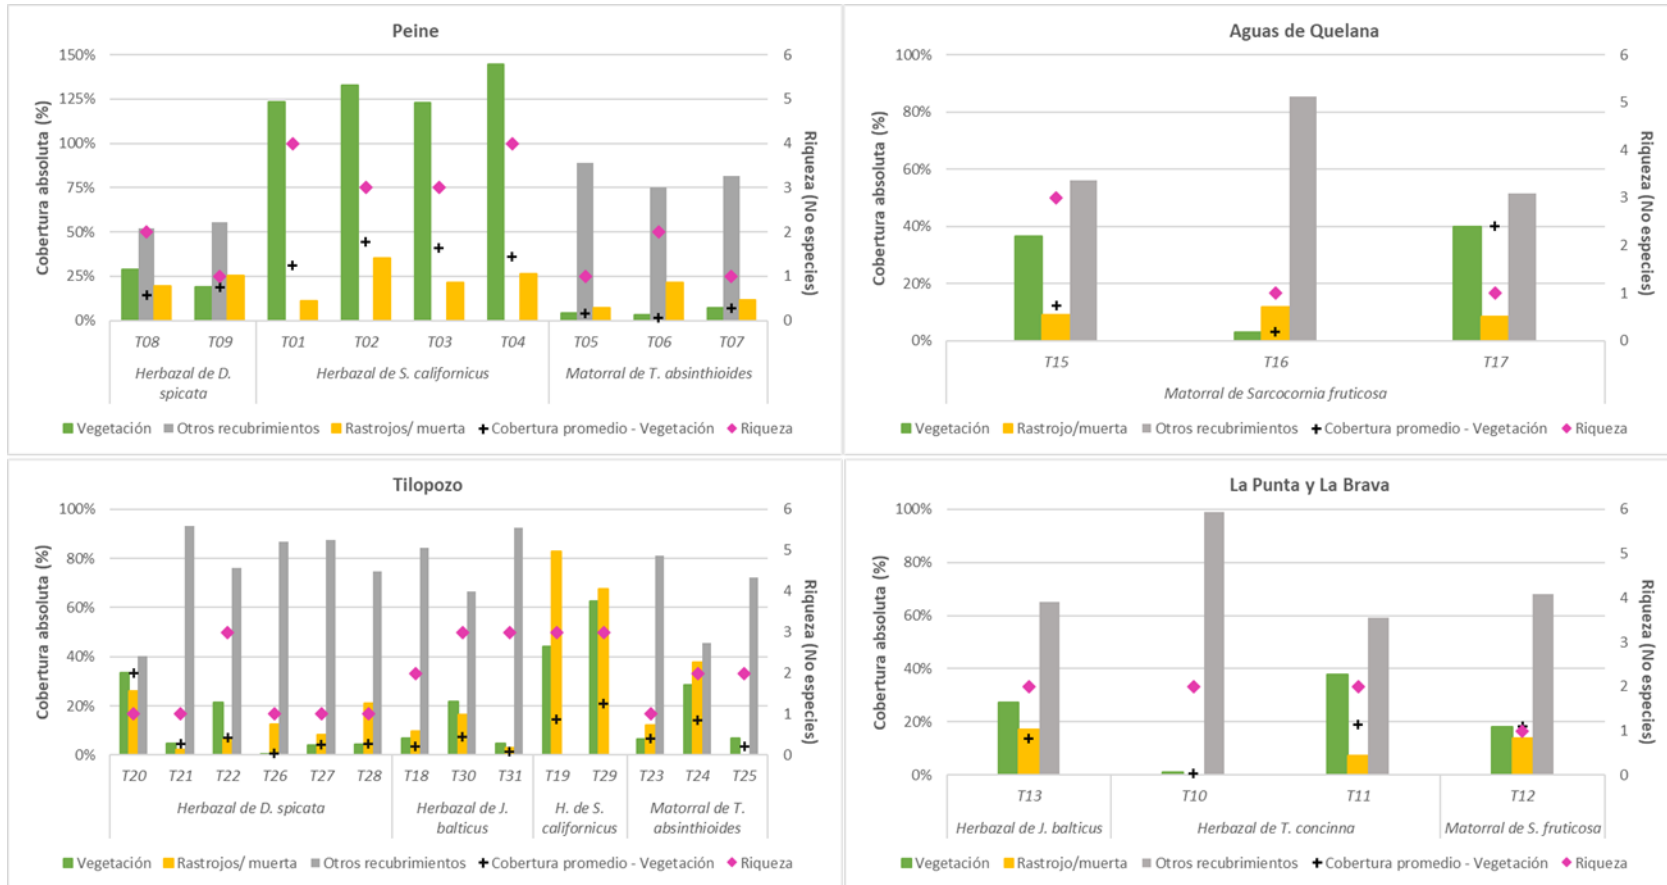 Peine
Cobertura absoluta (%)
150%
125%
100%
75%
50%
25%
0%
6
5
4
3
2
1
0
Riqueza (No especies)
T08 T09 T01 T02 T03 T04 T05 T06 T07
Herbazal de D. spicata Herbazal de S. californicus Matorral de T. absinthioides
Vegetación Otros recubrimientos Rastrojos/ muerta Cobertura promedio - Vegetación Riqueza
Aguas de Quelana
Cobertura absoluta (%)
100%
80%
60%
40%
20%
0%
6
5
4
3
2
1
0
Riqueza (No especies)
T15 T16 T17
Matorral de Sarcocornia fruticosa
Vegetación Rastrojo/muerta Otros recubrimientos Cobertura promedio - Vegetación Riqueza
Tilopozo
Cobertura absoluta (%)
100%
80%
60%
40%
20%
0%
6
5
4
3
2
1
0
Riqueza (No especies)
T20 T21 T22 T26 T27 T28 T18 T30 T31 T19 T29 T23 T24 T25
Herbazal de D. spicata Herbazal de J. balticus H. de S. californicus Matorral de T. absinthioides
Vegetación Rastrojos/ muerta Otros recubrimientos Cobertura promedio - Vegetación Riqueza
La Punta y La Brava
Cobertura absoluta (%)
100%
80%
60%
40%
20%
0%
6
5
4
3
2
1
0
Riqueza (No especies)
T13 T10 T11 T12
Herbazal de J. balticus Herbazal de T. concinna Matorral de S. fruticosa
Vegetación Rastrojo/muerta Otros recubrimientos Cobertura promedio - Vegetación Riqueza